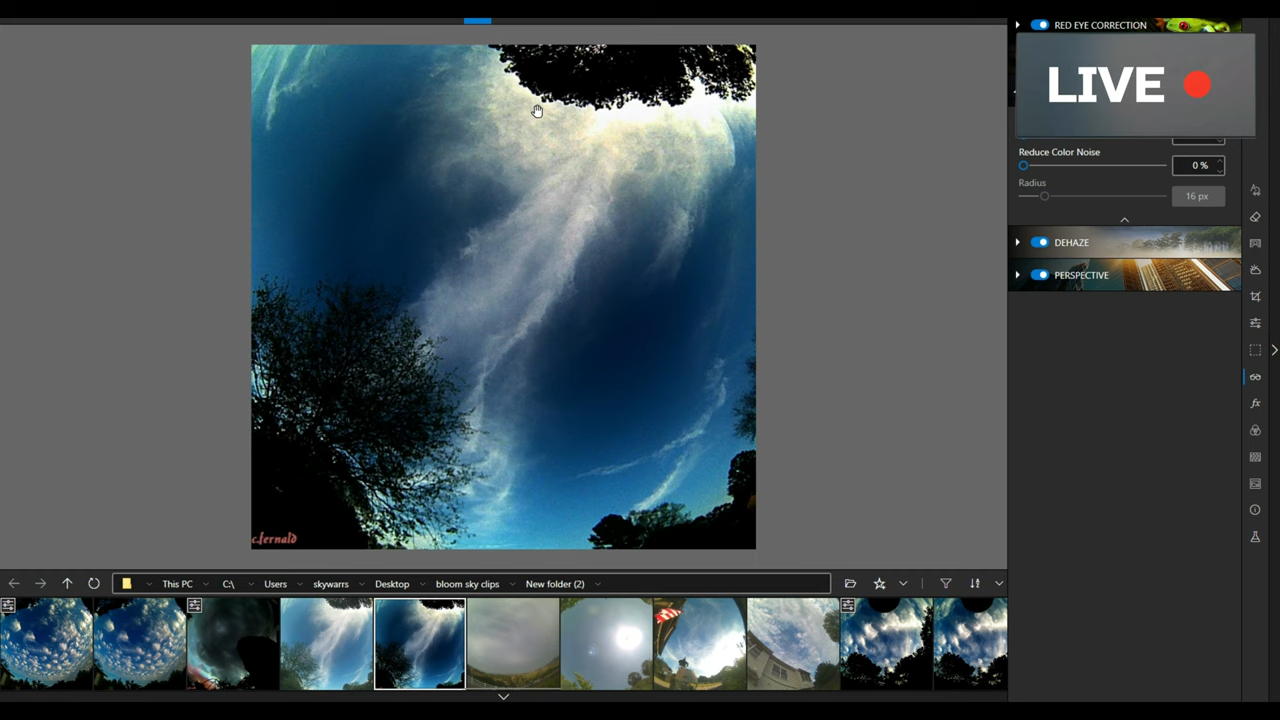 RED EYE CORRECTION
LIVE
Reduce Color Noise
0 %
Radius
16 px
DEHAZE
PERSPECTIVE
c.fernald
This PC
C:\
Users
skywarrs
Desktop
bloom sky clips
New folder (2)